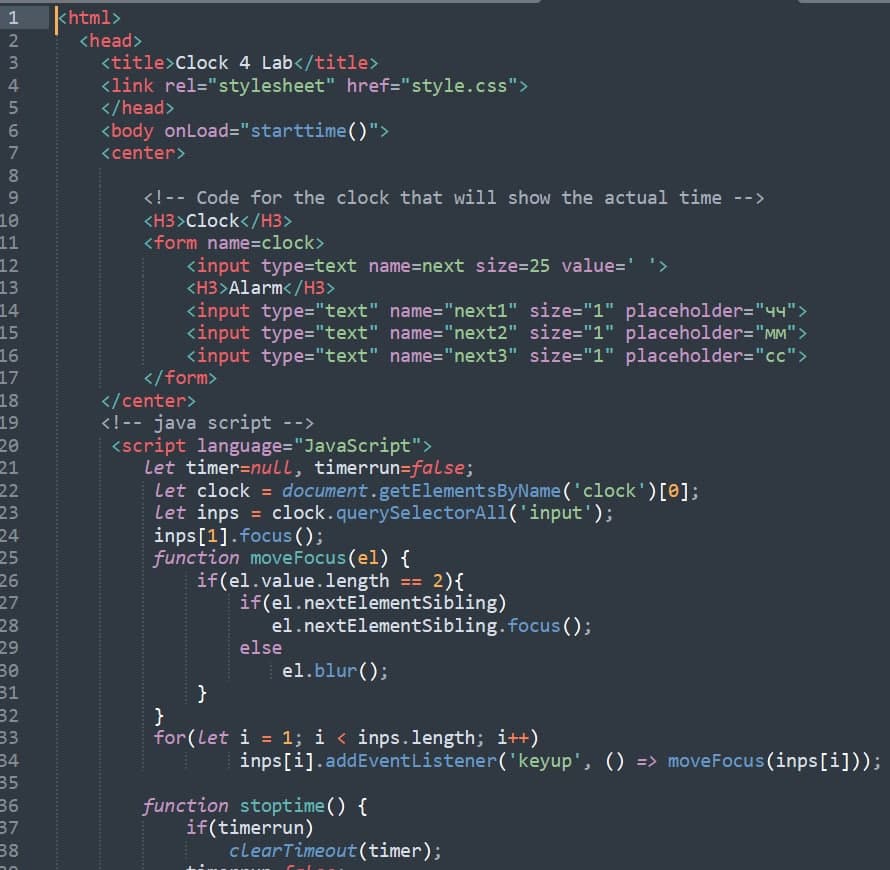 1 <html>
2 <head>
3 <title>Clock 4 Lab</title>
4 <link rel="stylesheet" href="style.css">
5 </head>
6 <body onLoad="starttime()">
7 <center>
8
9 <!-- Code for the clock that will show the actual time -->
10 <H3>Clock</H3>
11 <form name=clock>
12 <input type=text name=next size=25 value=' '>
13 <H3>Alarm</H3>
14 <input type="text" name="next1" size="1" placeholder="чч">
15 <input type="text" name="next2" size="1" placeholder="мм">
16 <input type="text" name="next3" size="1" placeholder="сс">
17 </form>
18 </center>
19 <!-- java script -->
20 <script language="JavaScript">
21 let timer=null, timerrun=false;
22 let clock = document.getElementsByName('clock')[0];
23 let inps = clock.querySelectorAll('input');
24 inps[1].focus();
25 function moveFocus(el) {
26 if(el.value.length == 2){
27 if(el.nextElementSibling)
28 el.nextElementSibling.focus();
29 else
30 el.blur();
31 }
32 }
33 for(let i = 1; i < inps.length; i++)
34 inps[i].addEventListener('keyup', () => moveFocus(inps[i]));
35
36 function stoptime() {
37 if(timerrun)
38 clearTimeout(timer);